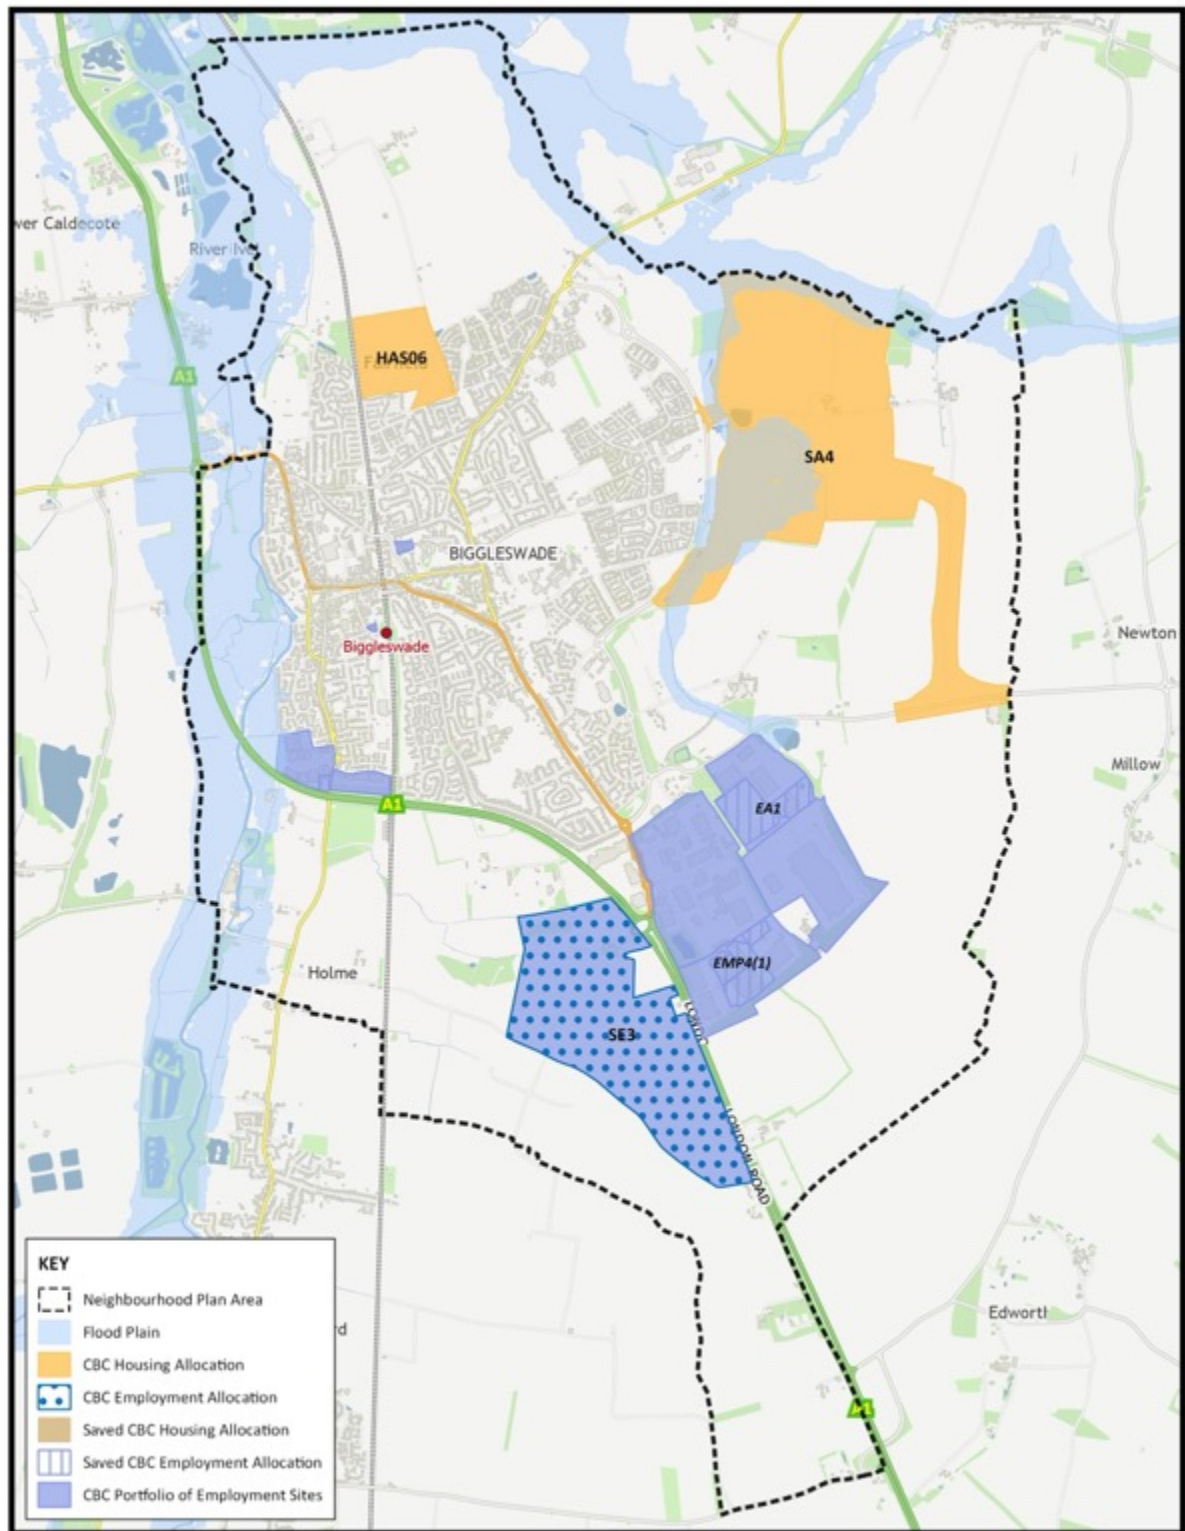 wer Caldecote
River Ivel
A1
HAS06
SA4
BIGGLESWADE
Biggleswade
Newton
Millow
A1
EA1
EMP4(1)
Holme
SE3
LONDO
LONDON ROAD
Edworth
A1
rd
KEY
Neighbourhood Plan Area
Flood Plain
CBC Housing Allocation
CBC Employment Allocation
Saved CBC Housing Allocation
Saved CBC Employment Allocation
CBC Portfolio of Employment Sites